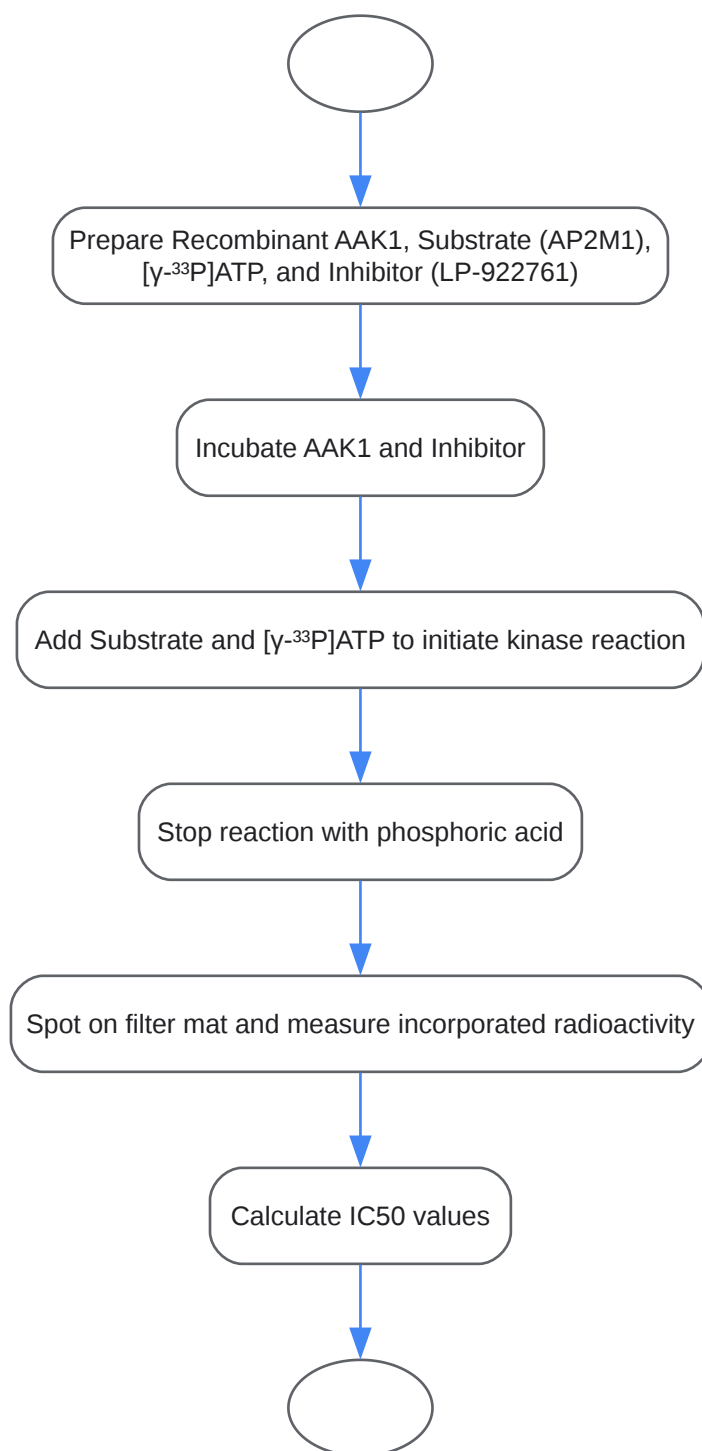 Prepare Recombinant AAK1, Substrate (AP2M1),
[γ-³³P]ATP, and Inhibitor (LP-922761)
Incubate AAK1 and Inhibitor
Add Substrate and [γ-³³P]ATP to initiate kinase reaction
Stop reaction with phosphoric acid
Spot on filter mat and measure incorporated radioactivity
Calculate IC50 values